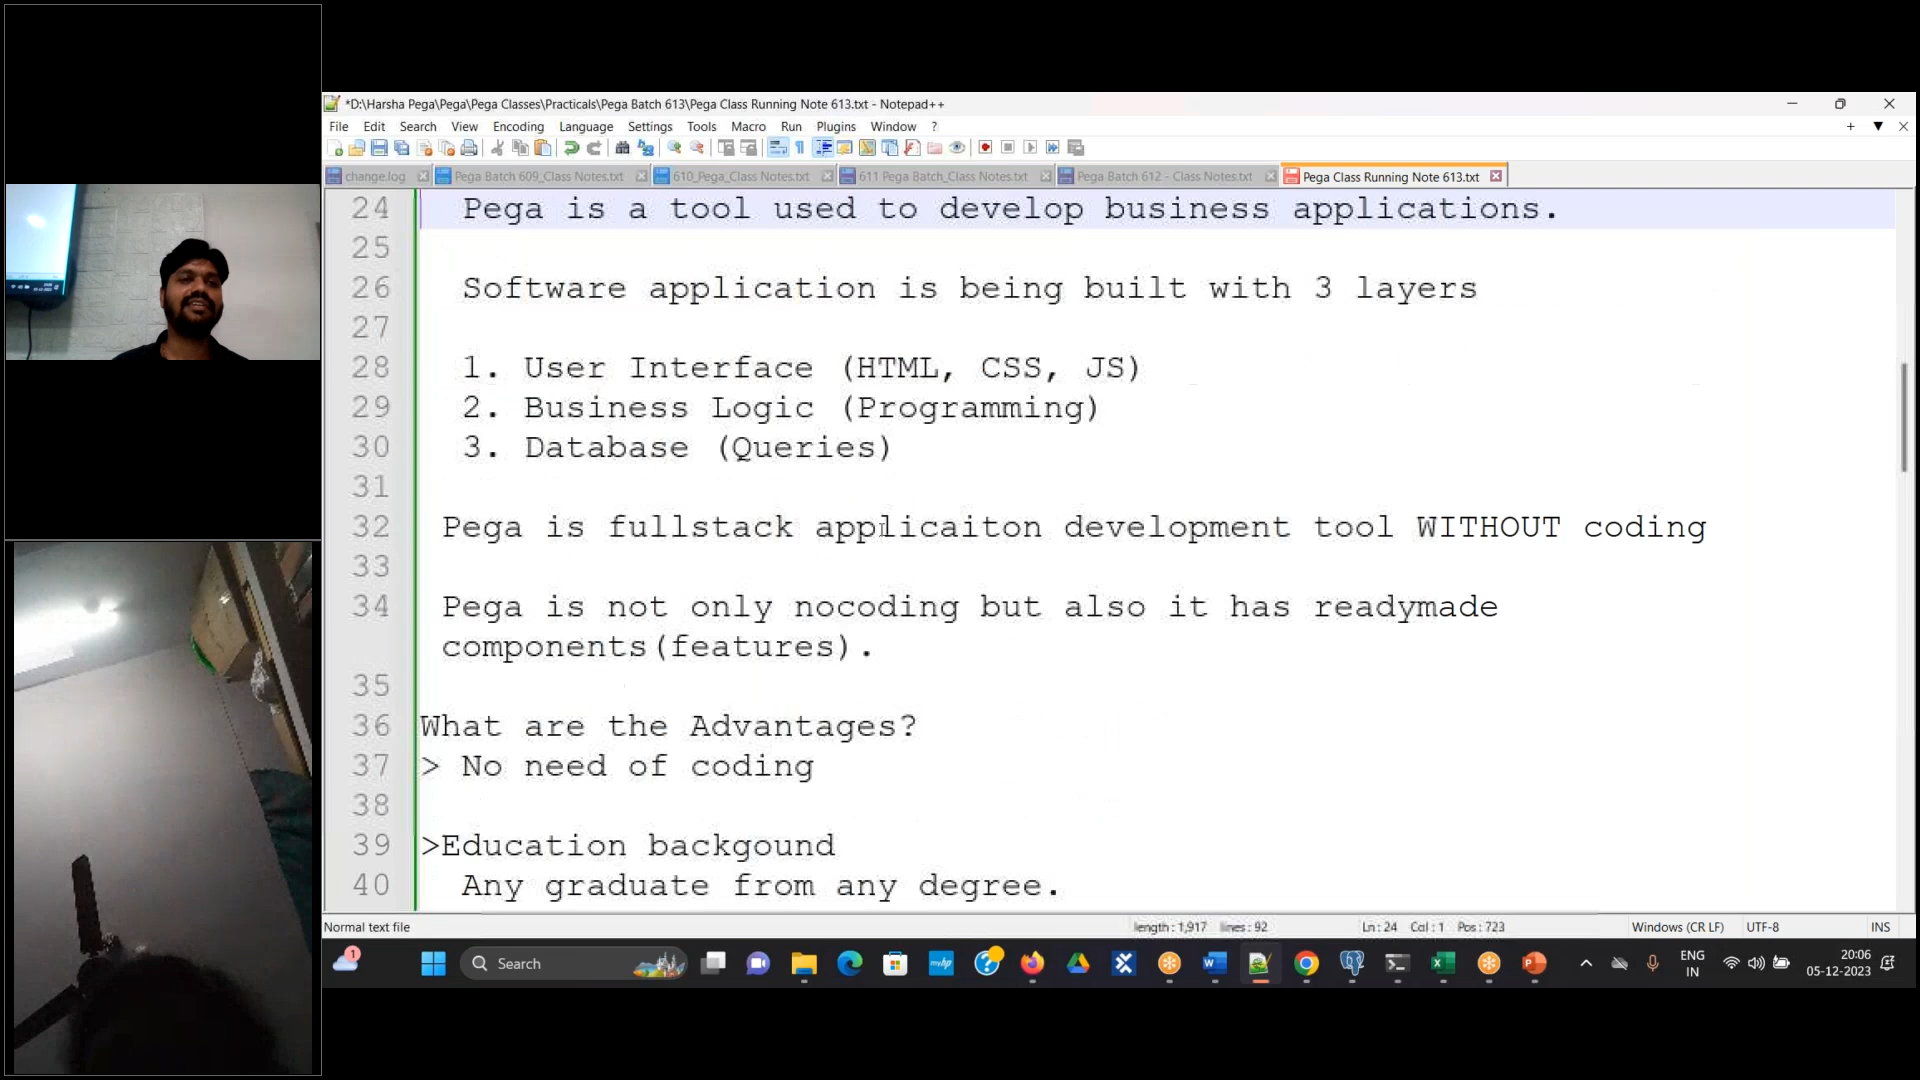 *D:\Harsha Pega\Pega\Pega Classes\Practicals\Pega Batch 613\Pega Class Running Note 613.txt - Notepad++
File Edit Search View Encoding Language Settings Tools Macro Run Plugins Window ?
change.log Pega Batch 609_Class Notes.txt 610_Pega_Class Notes.txt 611 Pega Batch_Class Notes.txt Pega Batch 612 - Class Notes.txt Pega Class Running Note 613.txt
24 Pega is a tool used to develop business applications.
25
26 Software application is being built with 3 layers
27
28 1. User Interface (HTML, CSS, JS)
29 2. Business Logic (Programming)
30 3. Database (Queries)
31
32 Pega is fullstack applicaiton development tool WITHOUT coding
33
34 Pega is not only nocoding but also it has readymade
components(features).
35
36 What are the Advantages?
37 > No need of coding
38
39 >Education backgound
40 Any graduate from any degree.
Normal text file length : 1,917 lines : 92 Ln : 24 Col : 1 Pos : 723 Windows (CR LF) UTF-8 INS
1 Search myhp ENG 20:06
IN 05-12-2023